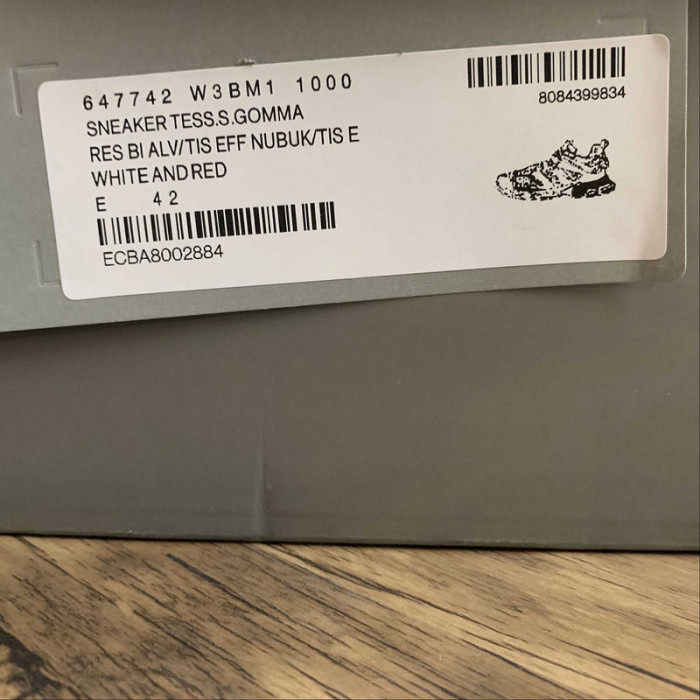 647742 W3BM1 1000
SNEAKER TESS.S.GOMMA
RES BI ALV/TIS EFF NUBUK/TIS E
WHITE AND RED
E 42
ECBA8002884
8084399834